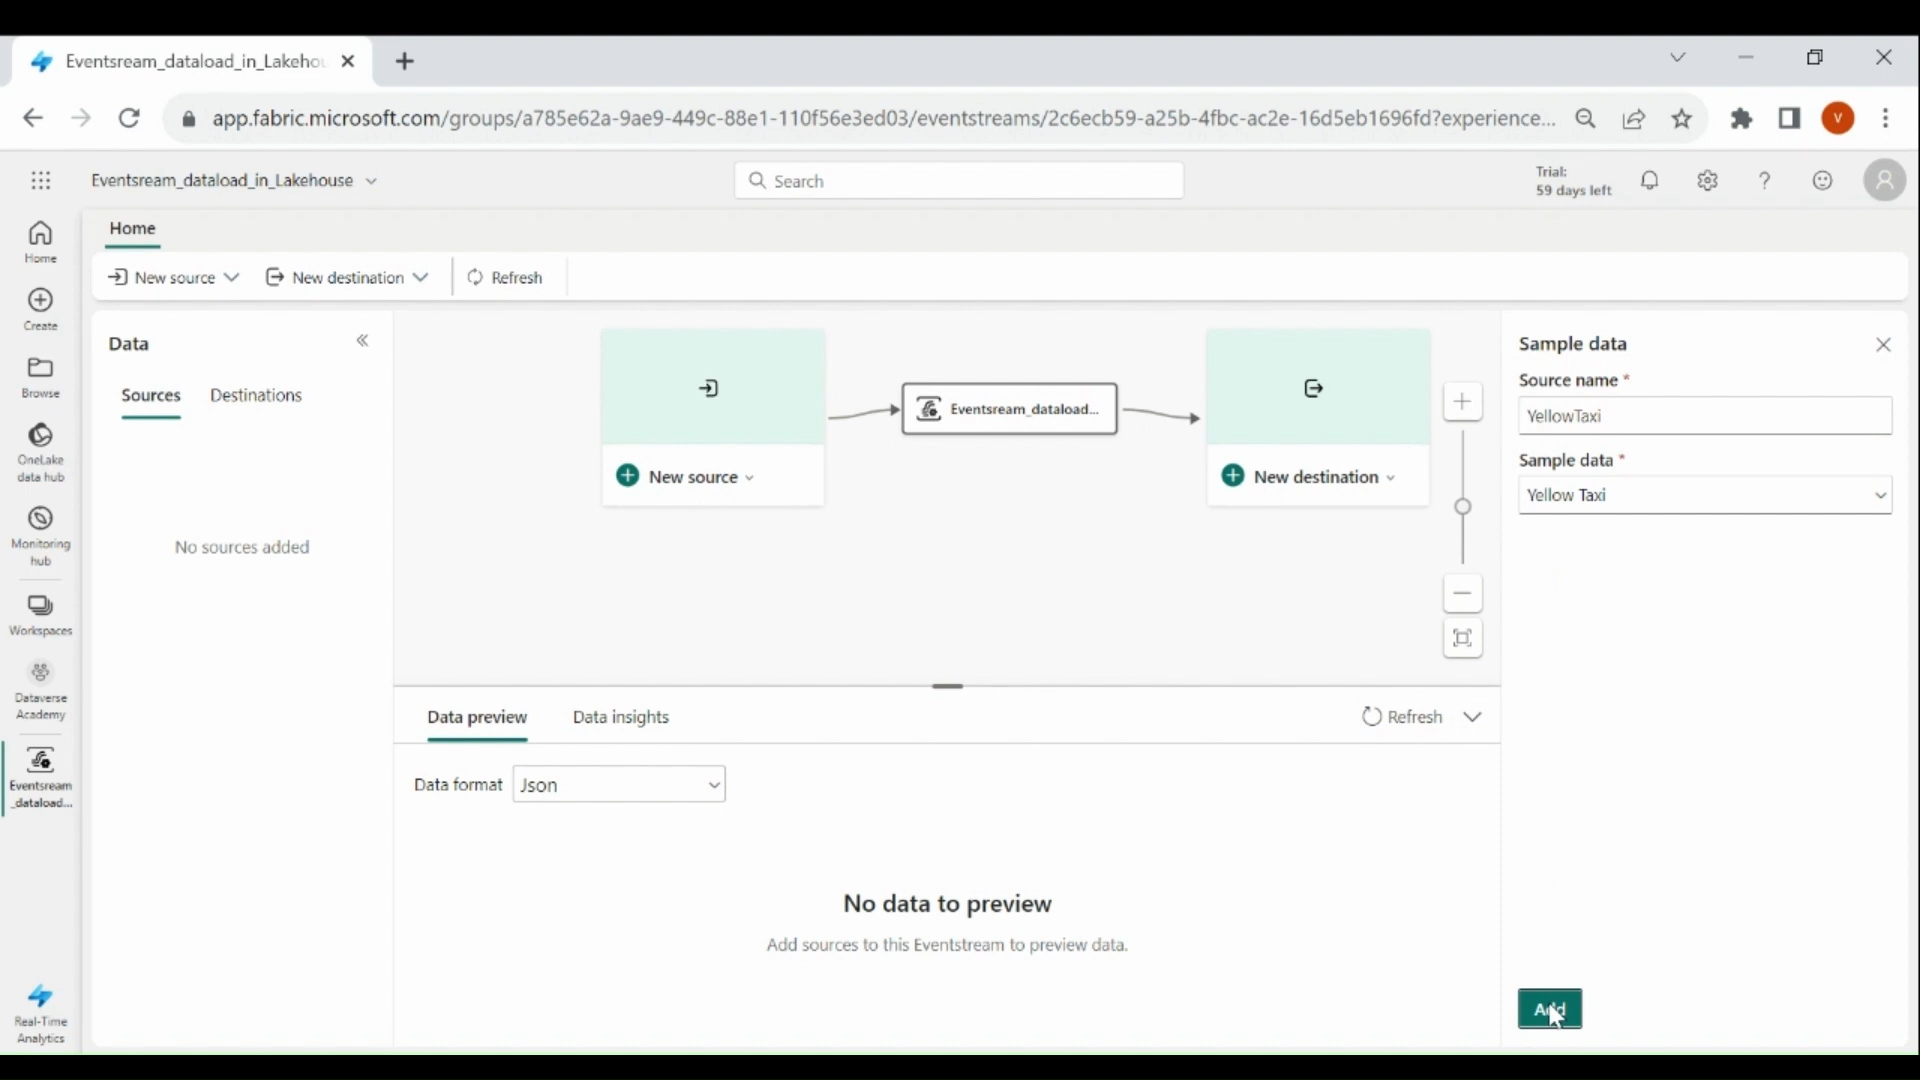 Eventsream_dataload_in_Lakehou
app.fabric.microsoft.com/groups/a785e62a-9ae9-449c-88e1-110f56e3ed03/eventstreams/2c6ecb59-a25b-4fbc-ac2e-16d5eb1696fd?experience...
V
Eventsream_dataload_in_Lakehouse
Search
Trial:
59 days left
Home
Create
Browse
OneLake
data hub
Monitoring
hub
Workspaces
Dataverse
Academy
Eventsream
_dataload...
Real-Time
Analytics
Home
New source
New destination
Refresh
Data
Sources
Destinations
No sources added
New source
Eventsream_dataload...
New destination
Data preview
Data insights
Refresh
Data format
Json
No data to preview
Add sources to this Eventstream to preview data.
Sample data
Source name *
YellowTaxi
Sample data *
Yellow Taxi
Add